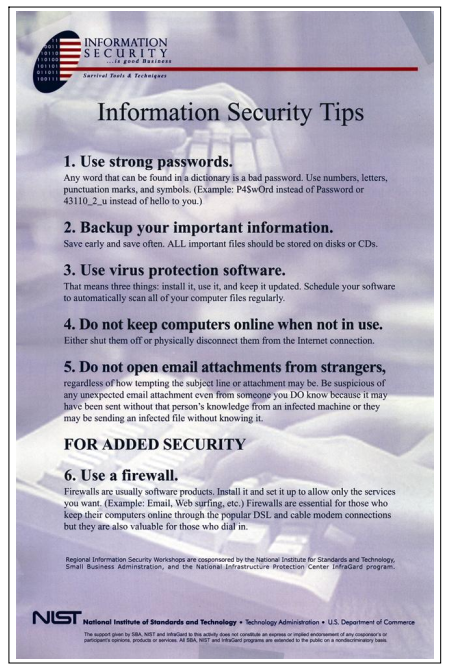 INFORMATION
SECURITY
...is good Business
Survival Tools & Techniques
Information Security Tips
1. Use strong passwords.
Any word that can be found in a dictionary is a bad password. Use numbers, letters,
punctuation marks, and symbols. (Example: P4$wOrd instead of Password or
43110_2_u instead of hello to you.)
2. Backup your important information.
Save early and save often. ALL important files should be stored on disks or CDs.
3. Use virus protection software.
That means three things: install it, use it, and keep it updated. Schedule your software
to automatically scan all of your computer files regularly.
4. Do not keep computers online when not in use.
Either shut them off or physically disconnect them from the Internet connection.
5. Do not open email attachments from strangers,
regardless of how tempting the subject line or attachment may be. Be suspicious of
any unexpected email attachment even from someone you DO know because it may
have been sent without that person's knowledge from an infected machine or they
may be sending an infected file without knowing it.
FOR ADDED SECURITY
6. Use a firewall.
Firewalls are usually software products. Install it and set it up to allow only the services
you want. (Example: Email, Web surfing, etc.) Firewalls are essential for those who
keep their computers online through the popular DSL and cable modem connections
but they are also valuable for those who dial in.
Regional Information Security Workshops are cosponsored by the National Institute for Standards and Technology,
Small Business Adminstration, and the National Infrastructure Protection Center InfraGard program.
NIST National Institute of Standards and Technology • Technology Administration • U.S. Department of Commerce
The support given by SBA, NIST and InfraGard to this activity does not constitute an express or implied endorsement of any cosponsor's or
participant's opinions, products or services. All SBA, NIST and InfraGard programs are extended to the public on a nondiscriminatory basis.